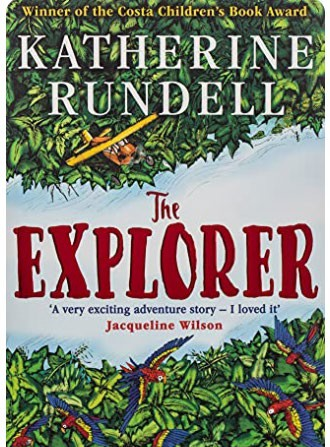 Winner of the Costa Children's Book Award
KATHERINE
RUNDELL
The
EXPLORER
‘A very exciting adventure story – I loved it’
Jacqueline Wilson